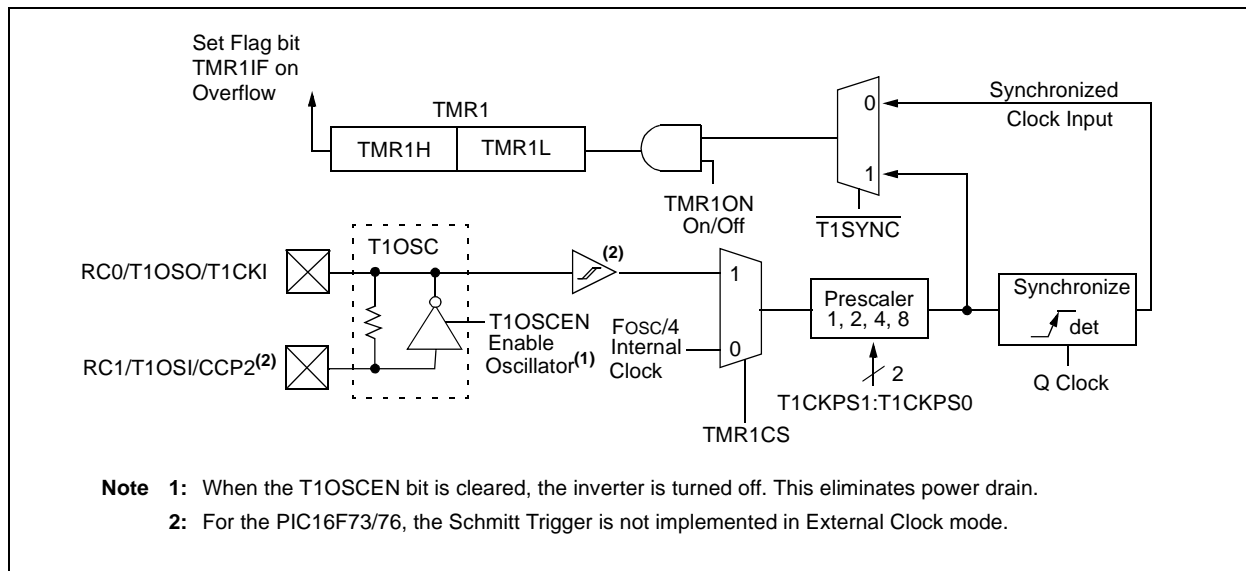 Set Flag bit
TMR1IF on
Overflow
TMR1
TMR1H
TMR1L
TMR1ON
On/Off
0
1
T1SYNC
Synchronized
Clock Input
RC0/T1OSO/T1CKI
T1OSC
(2)
RC1/T1OSI/CCP2(2)
T1OSCEN
Enable
Oscillator(1)
FOSC/4
Internal
Clock
1
0
TMR1CS
Prescaler
1, 2, 4, 8
2
T1CKPS1:T1CKPS0
Synchronize
det
Q Clock
Note 1: When the T1OSCEN bit is cleared, the inverter is turned off. This eliminates power drain.
2: For the PIC16F73/76, the Schmitt Trigger is not implemented in External Clock mode.